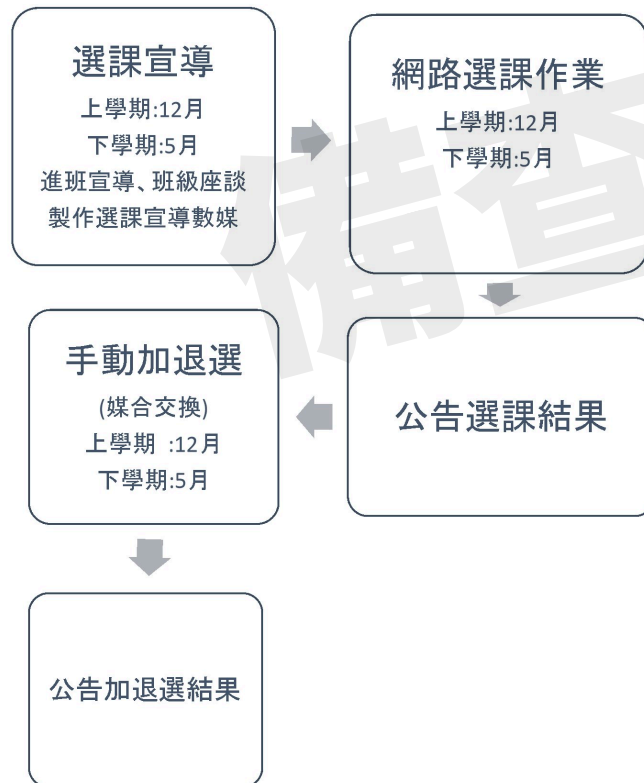 選課宣導
上學期:12月
下學期:5月
進班宣導、班級座談
製作選課宣導數媒
網路選課作業
上學期:12月
下學期:5月
公告選課結果
手動加退選
(媒合交換)
上學期 :12月
下學期:5月
公告加退選結果
備查